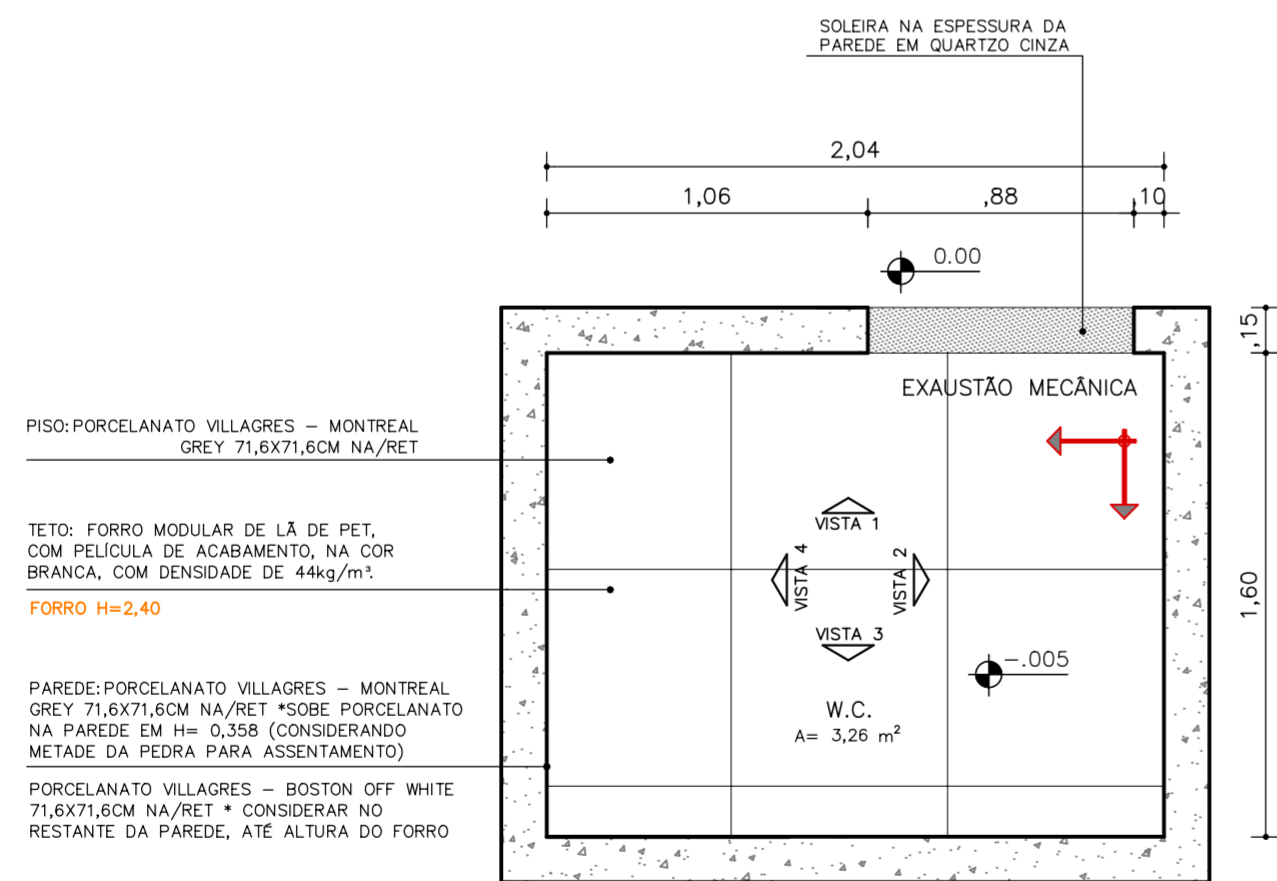 SOLEIRA NA ESPESSURA DA
PAREDE EM QUARTZO CINZA
2,04
1,06
,88
,10
0.00
,15
EXAUSTÃO MECÂNICA
PISO: PORCELANATO VILLAGRES – MONTREAL
GREY 71,6X71,6CM NA/RET
TETO: FORRO MODULAR DE LÃ DE PET,
COM PELÍCULA DE ACABAMENTO, NA COR
BRANCA, COM DENSIDADE DE 44kg/m³.
FORRO H=2,40
VISTA 1
VISTA 4
VISTA 2
VISTA 3
1,60
-.005
PAREDE: PORCELANATO VILLAGRES – MONTREAL
GREY 71,6X71,6CM NA/RET *SOBE PORCELANATO
NA PAREDE EM H= 0,358 (CONSIDERANDO
METADE DA PEDRA PARA ASSENTAMENTO)
W.C.
A= 3,26 m²
PORCELANATO VILLAGRES – BOSTON OFF WHITE
71,6X71,6CM NA/RET * CONSIDERAR NO
RESTANTE DA PAREDE, ATÉ ALTURA DO FORRO